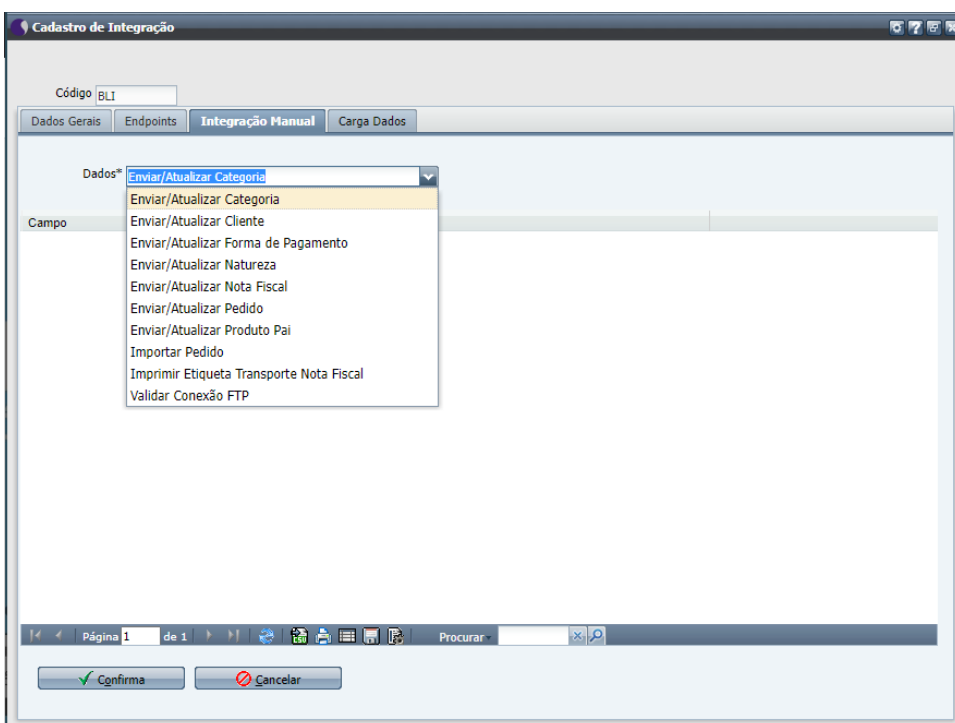 Cadastro de Integração
Código BLI
Dados Gerais Endpoints Integração Manual Carga Dados
Dados* Enviar/Atualizar Categoria
Enviar/Atualizar Categoria
Campo
Enviar/Atualizar Cliente
Enviar/Atualizar Forma de Pagamento
Enviar/Atualizar Natureza
Enviar/Atualizar Nota Fiscal
Enviar/Atualizar Pedido
Enviar/Atualizar Produto Pai
Importar Pedido
Imprimir Etiqueta Transporte Nota Fiscal
Validar Conexão FTP
Página 1 de 1 Procurar
Confirma Cancelar